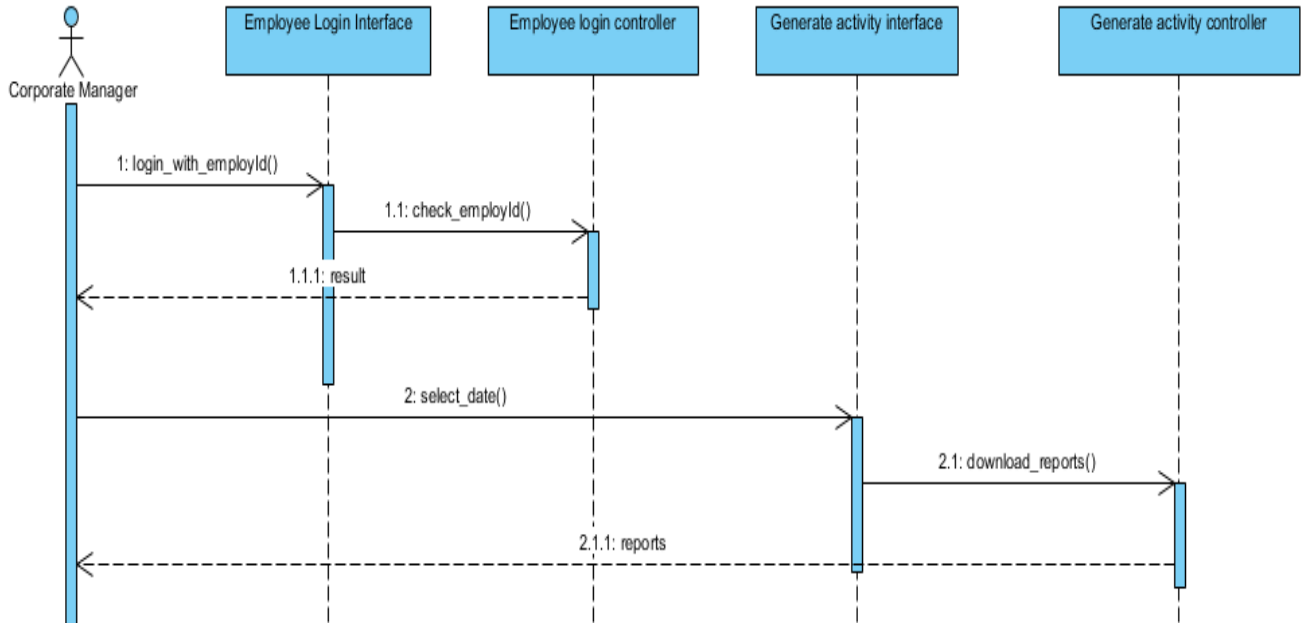 Employee Login Interface
Employee login controller
Generate activity interface
Generate activity controller
Corporate Manager
1: login_with_employId()
1.1: check_employId()
1.1.1: result
2: select_date()
2.1: download_reports()
2.1.1: reports